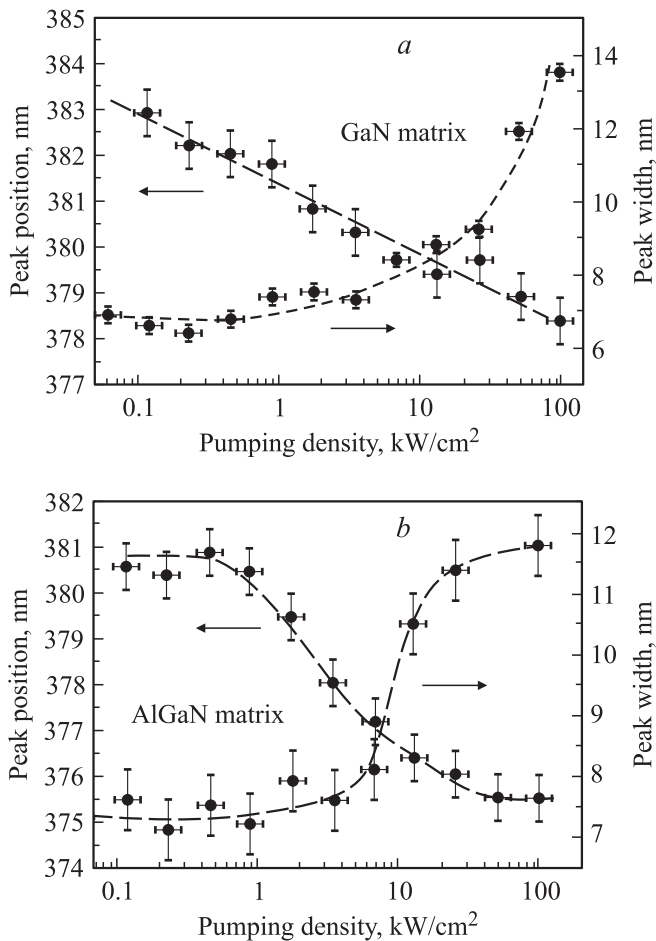 a
GaN matrix
Peak position, nm
385
384
383
382
381
380
379
378
377
14
12
10
8
6
Peak width, nm
0.1 1 10 100
Pumping density, kW/cm²
b
AlGaN matrix
Peak position, nm
382
381
380
379
378
377
376
375
374
12
11
10
9
8
7
Peak width, nm
0.1 1 10 100
Pumping density, kW/cm²